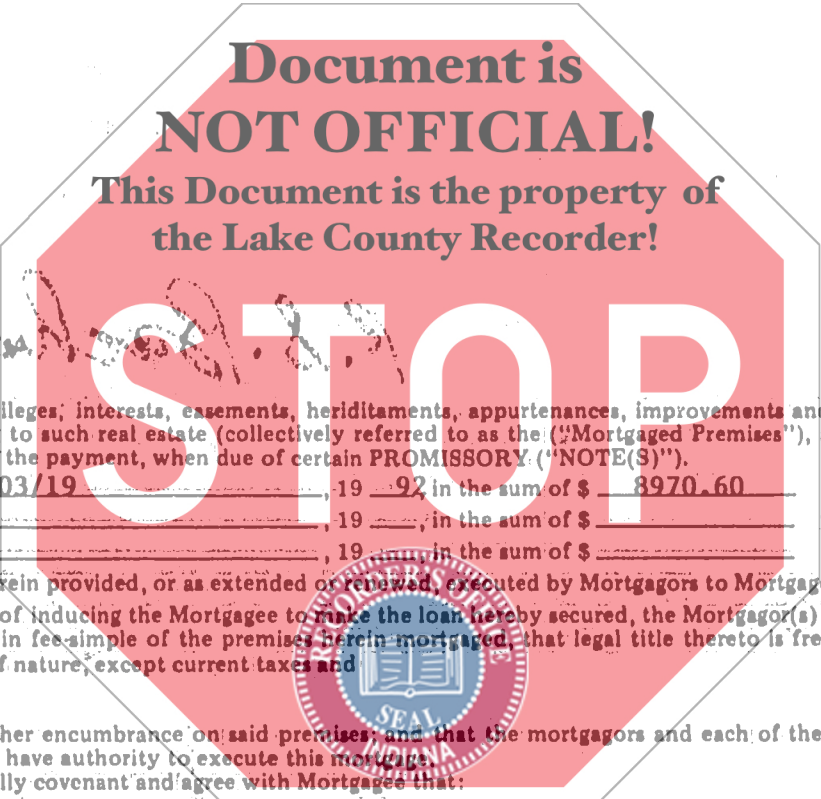 Document is
NOT OFFICIAL!
This Document is the property of
the Lake County Recorder!
STOP
ileges, interests, easements, heriditaments, appurtenances, improvements an
to such real estate (collectively referred to as the ("Mortgaged Premises"),
the payment, when due of certain PROMISSORY ("NOTE(S)").
03/19 , 19 92 in the sum of $ 8970.60
, 19 , in the sum of $
, 19 , in the sum of $
rein provided, or as extended or renewed, executed by Mortgagors to Mortgag
of inducing the Mortgagee to make the loan hereby secured, the Mortgagor(s)
in fee-simple of the premises herein mortgaged, that legal title thereto is fre
f nature, except current taxes and
RECORDER'S OFFICE
SEAL
INDIANA
her encumbrance on said premises; and that the mortgagors and each of the
have authority to execute this mortgage.
lly covenant and agree with Mortgagee that: